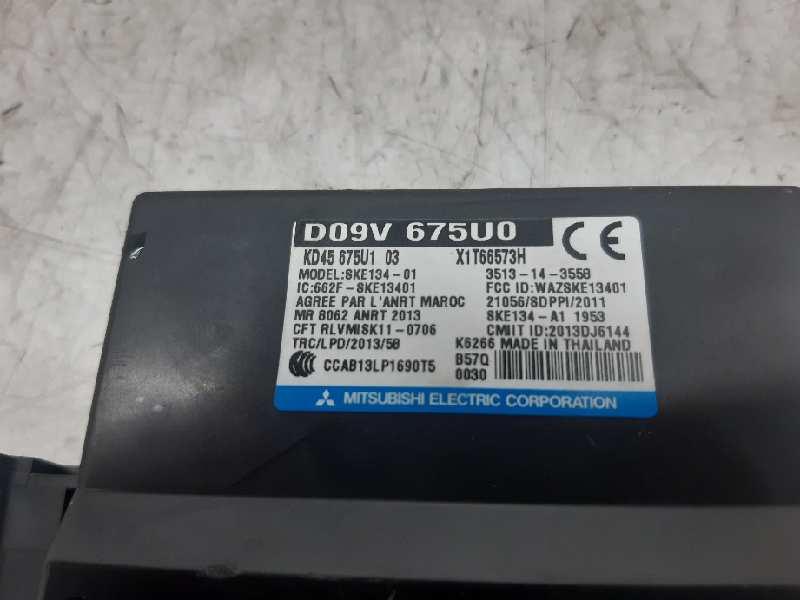 D09V 675U0
KD45 675U1 03 X1T66573H
MODEL:SKE134-01 3513-14-3558
IC:662F-SKE13401 FCC ID:WAZSKE13401
AGREE PAR L'ANRT MAROC 21056/SDPPI/2011
MR 8062 ANRT 2013 SKE134-A1 1953
CFT RLVMISK11-0706 CMIIT ID:2013DJ6144
TRC/LPD/2013/58 K6266 MADE IN THAILAND
CCAB13LP1690T5 B57Q
0030
MITSUBISHI ELECTRIC CORPORATION
CE